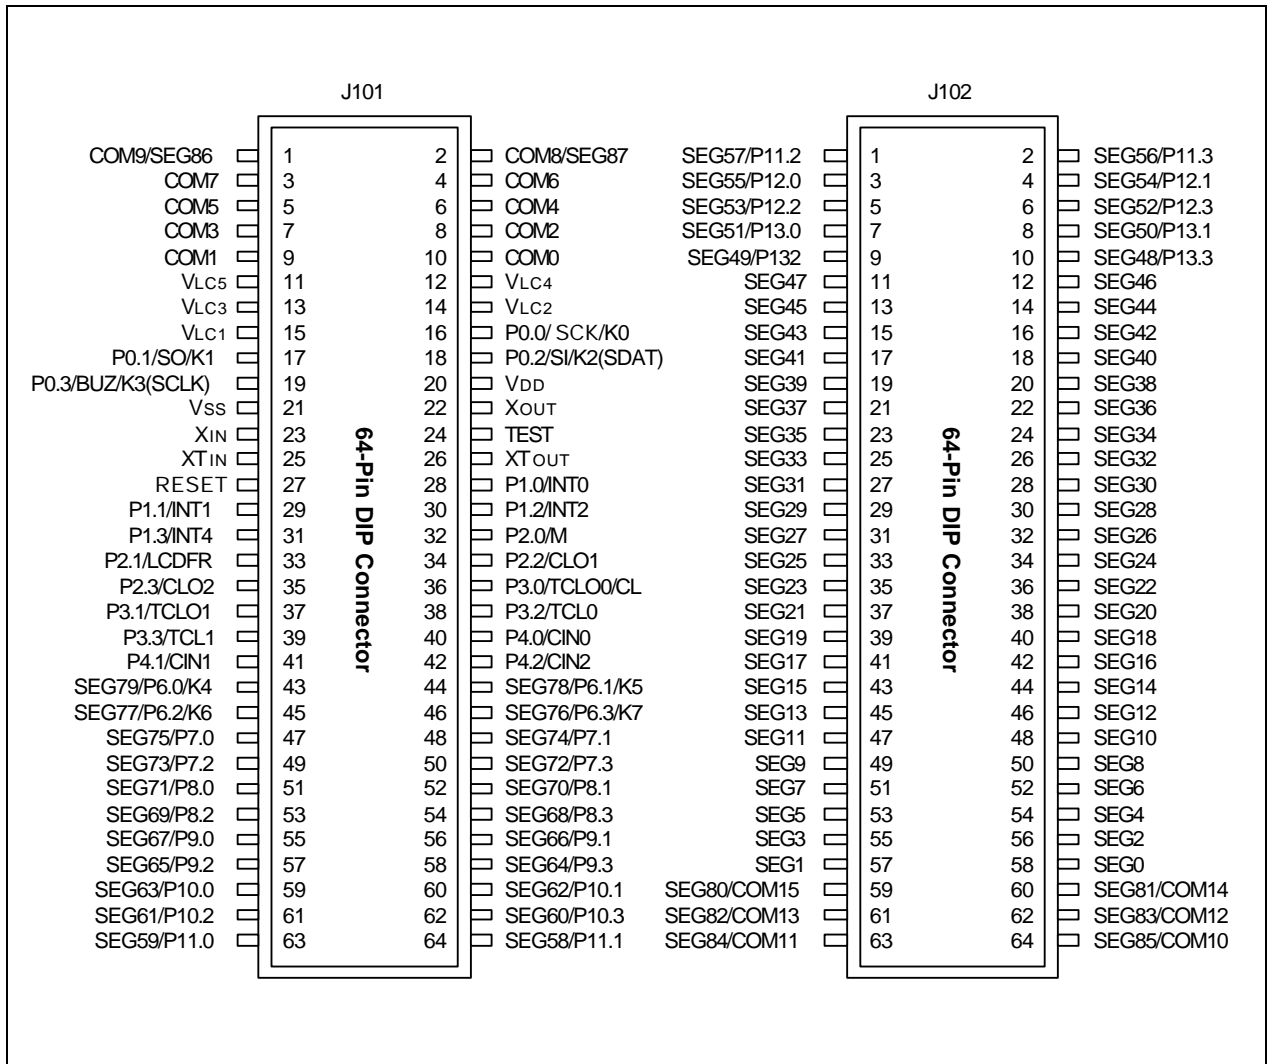 J101 J102
COM9/SEG86 1 2 COM8/SEG87 SEG57/P11.2 1 2 SEG56/P11.3
COM7 3 4 COM6 SEG55/P12.0 3 4 SEG54/P12.1
COM5 5 6 COM4 SEG53/P12.2 5 6 SEG52/P12.3
COM3 7 8 COM2 SEG51/P13.0 7 8 SEG50/P13.1
COM1 9 10 COM0 SEG49/P132 9 10 SEG48/P13.3
VLC5 11 12 VLC4 SEG47 11 12 SEG46
VLC3 13 14 VLC2 SEG45 13 14 SEG44
VLC1 15 16 P0.0/ SCK/K0 SEG43 15 16 SEG42
P0.1/SO/K1 17 18 P0.2/SI/K2(SDAT) SEG41 17 18 SEG40
P0.3/BUZ/K3(SCLK) 19 20 VDD SEG39 19 20 SEG38
VSS 21 22 XOUT SEG37 21 22 SEG36
XIN 23 24 TEST SEG35 23 24 SEG34
XTIN 25 26 XTOUT SEG33 25 26 SEG32
RESET 27 28 P1.0/INT0 SEG31 27 28 SEG30
P1.1/INT1 29 30 P1.2/INT2 SEG29 29 30 SEG28
P1.3/INT4 31 32 P2.0/M SEG27 31 32 SEG26
P2.1/LCDFR 33 34 P2.2/CLO1 SEG25 33 34 SEG24
P2.3/CLO2 35 36 P3.0/TCLO0/CL SEG23 35 36 SEG22
P3.1/TCLO1 37 38 P3.2/TCL0 SEG21 37 38 SEG20
P3.3/TCL1 39 40 P4.0/CIN0 SEG19 39 40 SEG18
P4.1/CIN1 41 42 P4.2/CIN2 SEG17 41 42 SEG16
SEG79/P6.0/K4 43 44 SEG78/P6.1/K5 SEG15 43 44 SEG14
SEG77/P6.2/K6 45 46 SEG76/P6.3/K7 SEG13 45 46 SEG12
SEG75/P7.0 47 48 SEG74/P7.1 SEG11 47 48 SEG10
SEG73/P7.2 49 50 SEG72/P7.3 SEG9 49 50 SEG8
SEG71/P8.0 51 52 SEG70/P8.1 SEG7 51 52 SEG6
SEG69/P8.2 53 54 SEG68/P8.3 SEG5 53 54 SEG4
SEG67/P9.0 55 56 SEG66/P9.1 SEG3 55 56 SEG2
SEG65/P9.2 57 58 SEG64/P9.3 SEG1 57 58 SEG0
SEG63/P10.0 59 60 SEG62/P10.1 SEG80/COM15 59 60 SEG81/COM14
SEG61/P10.2 61 62 SEG60/P10.3 SEG82/COM13 61 62 SEG83/COM12
SEG59/P11.0 63 64 SEG58/P11.1 SEG84/COM11 63 64 SEG85/COM10
64-Pin DIP Connector
64-Pin DIP Connector